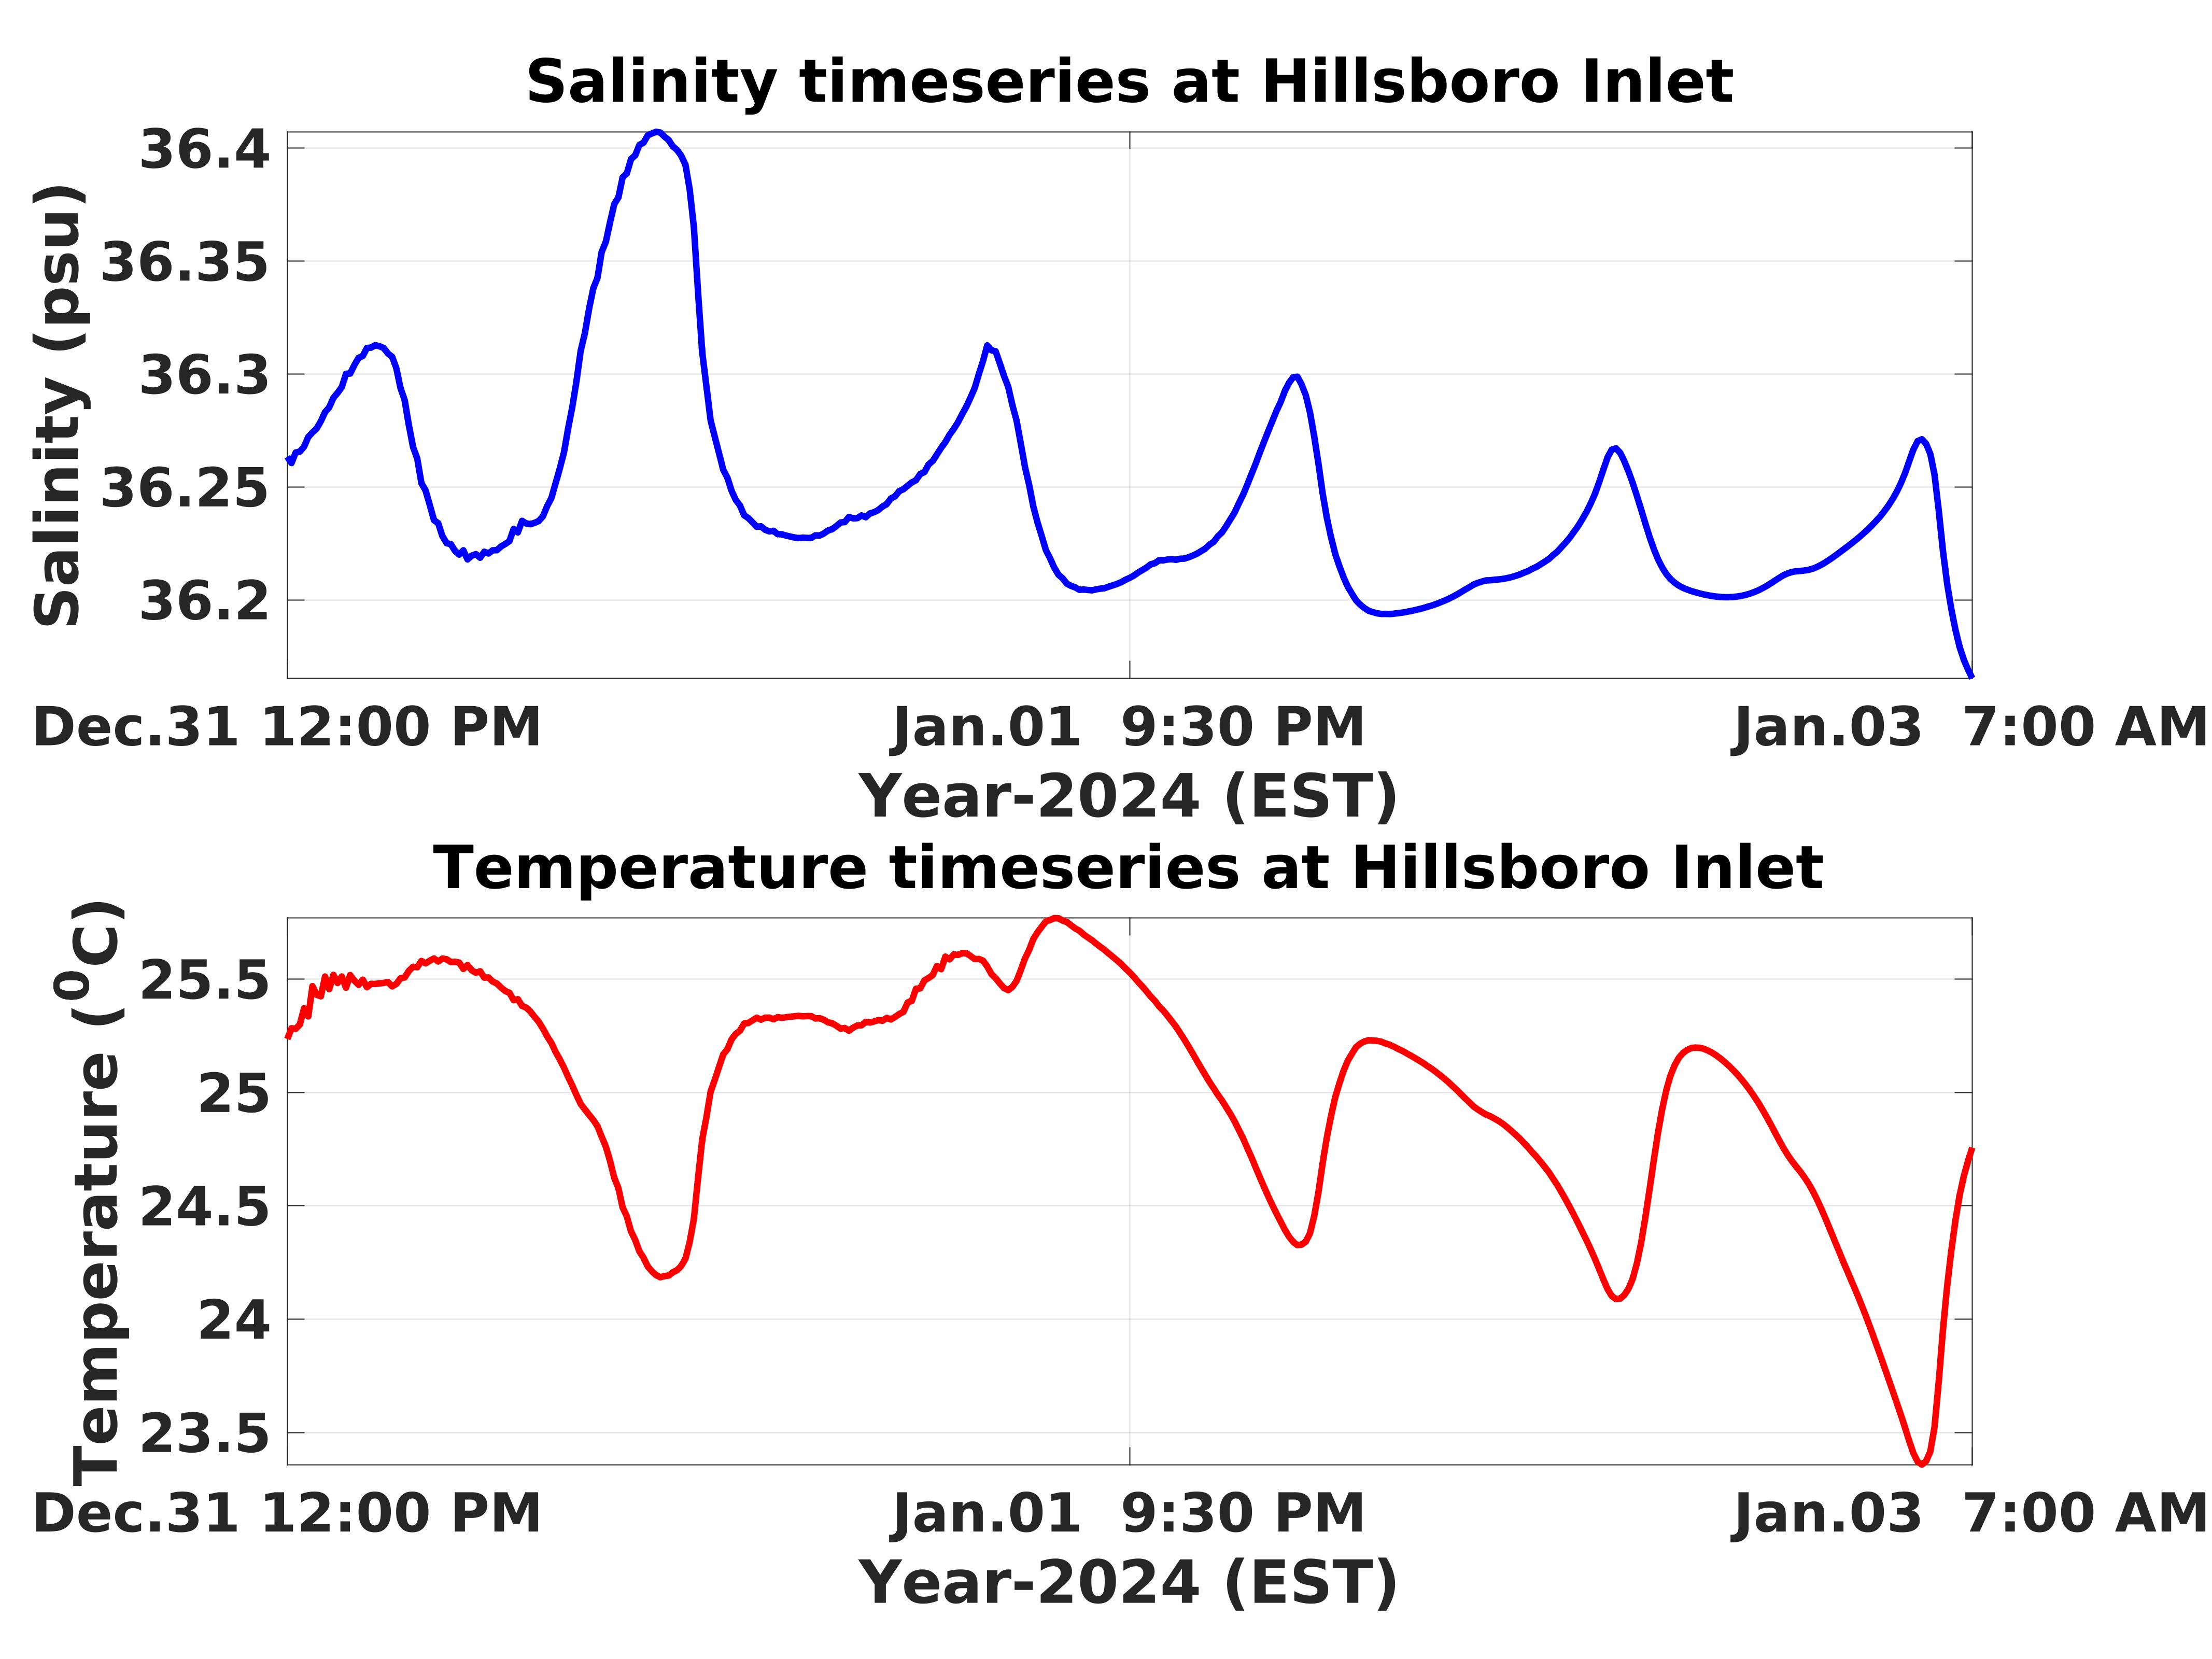 Salinity timeseries at Hillsboro Inlet
Salinity (psu)
36.4
36.35
36.3
36.25
36.2
Dec.31 12:00 PM
Jan.01 9:30 PM
Jan.03 7:00 AM
Year-2024 (EST)
Temperature timeseries at Hillsboro Inlet
Temperature (⁰C)
25.5
25
24.5
24
23.5
Dec.31 12:00 PM
Jan.01 9:30 PM
Jan.03 7:00 AM
Year-2024 (EST)